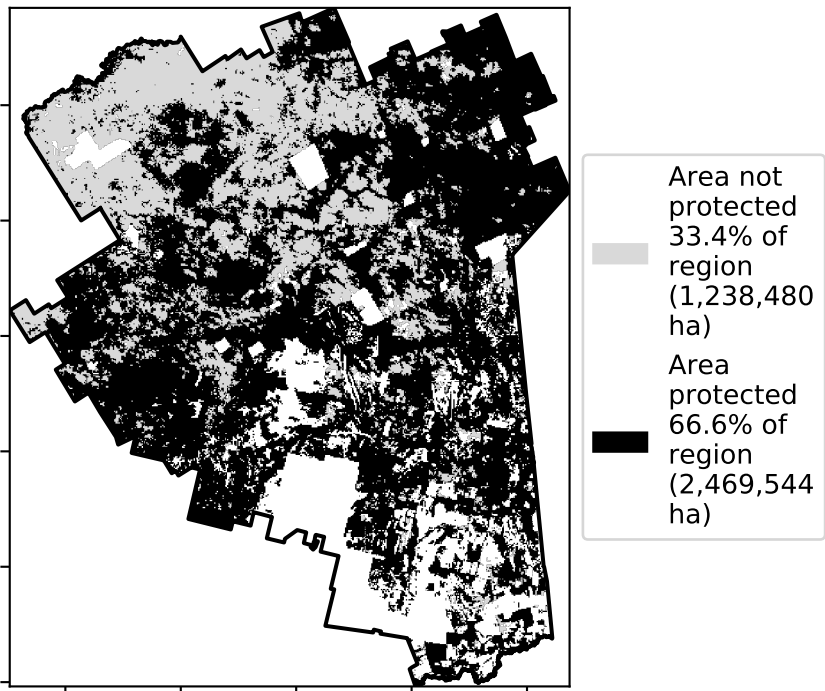 Area not
protected
33.4% of
region
(1,238,480
ha)
Area
protected
66.6% of
region
(2,469,544
ha)